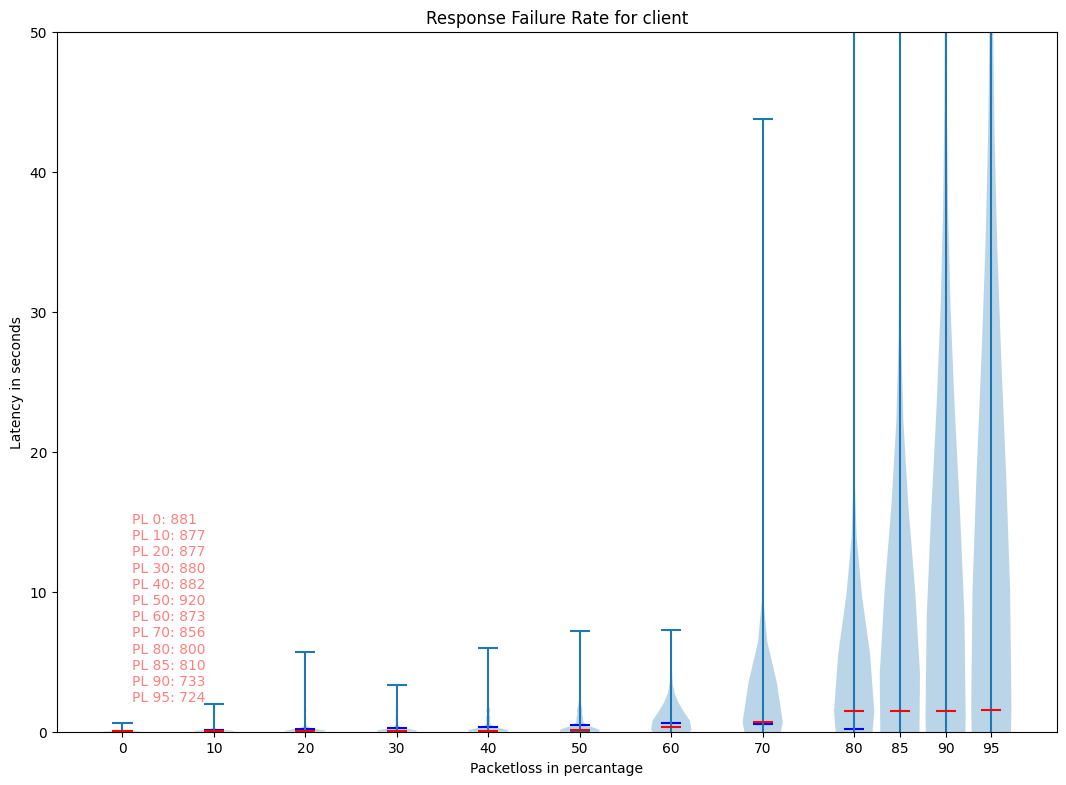 Response Failure Rate for client
50
40
30
20
10
0
Latency in seconds
PL 0: 881
PL 10: 877
PL 20: 877
PL 30: 880
PL 40: 882
PL 50: 920
PL 60: 873
PL 70: 856
PL 80: 800
PL 85: 810
PL 90: 733
PL 95: 724
0 10 20 30 40 50 60 70 80 85 90 95
Packetloss in percantage